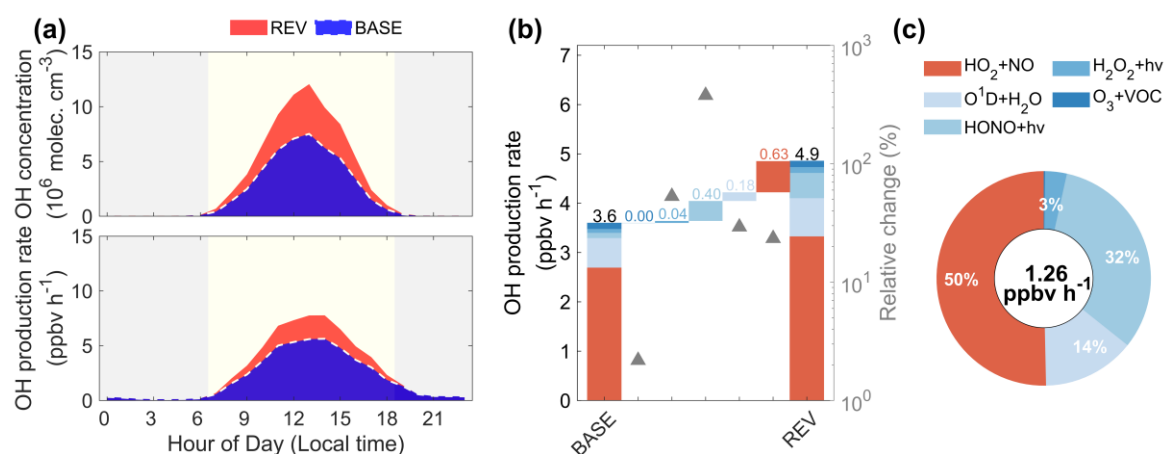 (a)
REV BASE
OH concentration
(10⁶ molec. cm⁻³)
15
10
5
0
OH production rate
(ppbv h⁻¹)
15
10
5
0
0 3 6 9 12 15 18 21
Hour of Day (Local time)
(b)
OH production rate
(ppbv h⁻¹)
7
6
5
4
3
2
1
0
3.6 0.00 0.04 0.40 0.18 0.63 4.9
BASE REV
10³
10²
10¹
10⁰
Relative change (%)
(c)
HO₂+NO H₂O₂+hv
O¹D+H₂O O₃+VOC
HONO+hv
3%
32%
14%
50%
1.26
ppbv h⁻¹